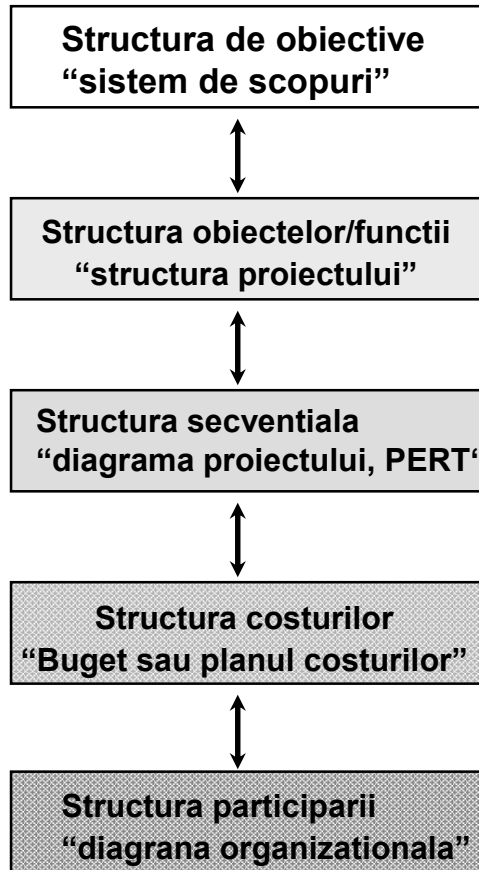 Structura de obiective
“sistem de scopuri”
Structura obiectelor/functii
“structura proiectului”
Structura secventiala
“diagrama proiectului, PERT‘
Structura costurilor
“Buget sau planul costurilor”
Structura participarii
“diagrana organizationala”